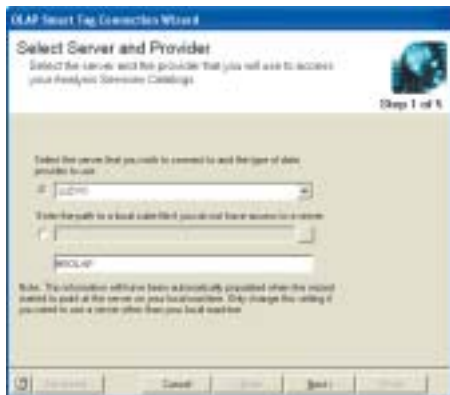 OLAP Smart Tag Connection Wizard
Select Server and Provider
Select the server and the provider that you will use to access
your Analysis Services Catalogs
Step 1 of 5
Select the server that you wish to connect to and the type of data
provider to use
Enter the path to a local cube file if you do not have access to a server
MSOLAP
Note: The information will have been automatically populated when the wizard
started to point at the server on your local machine. Only change this setting if
you need to use a server other than your local machine
Cancel
Next >